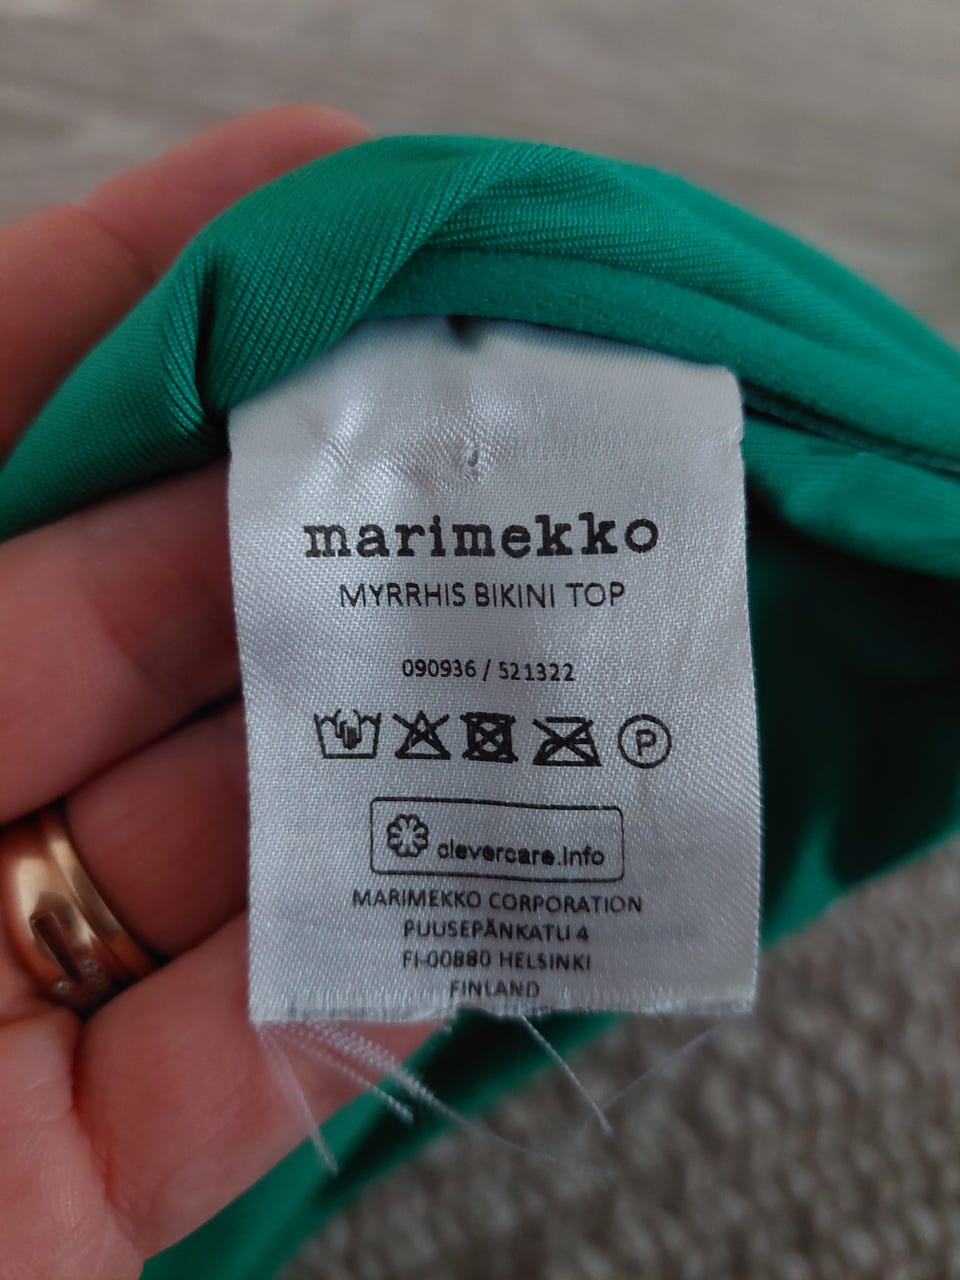 marimekko
MYRRHIS BIKINI TOP
090936 / 521322
P
clevercare.info
MARIMEKKO CORPORATION
PUUSEPÄNKATU 4
FI-00880 HELSINKI
FINLAND